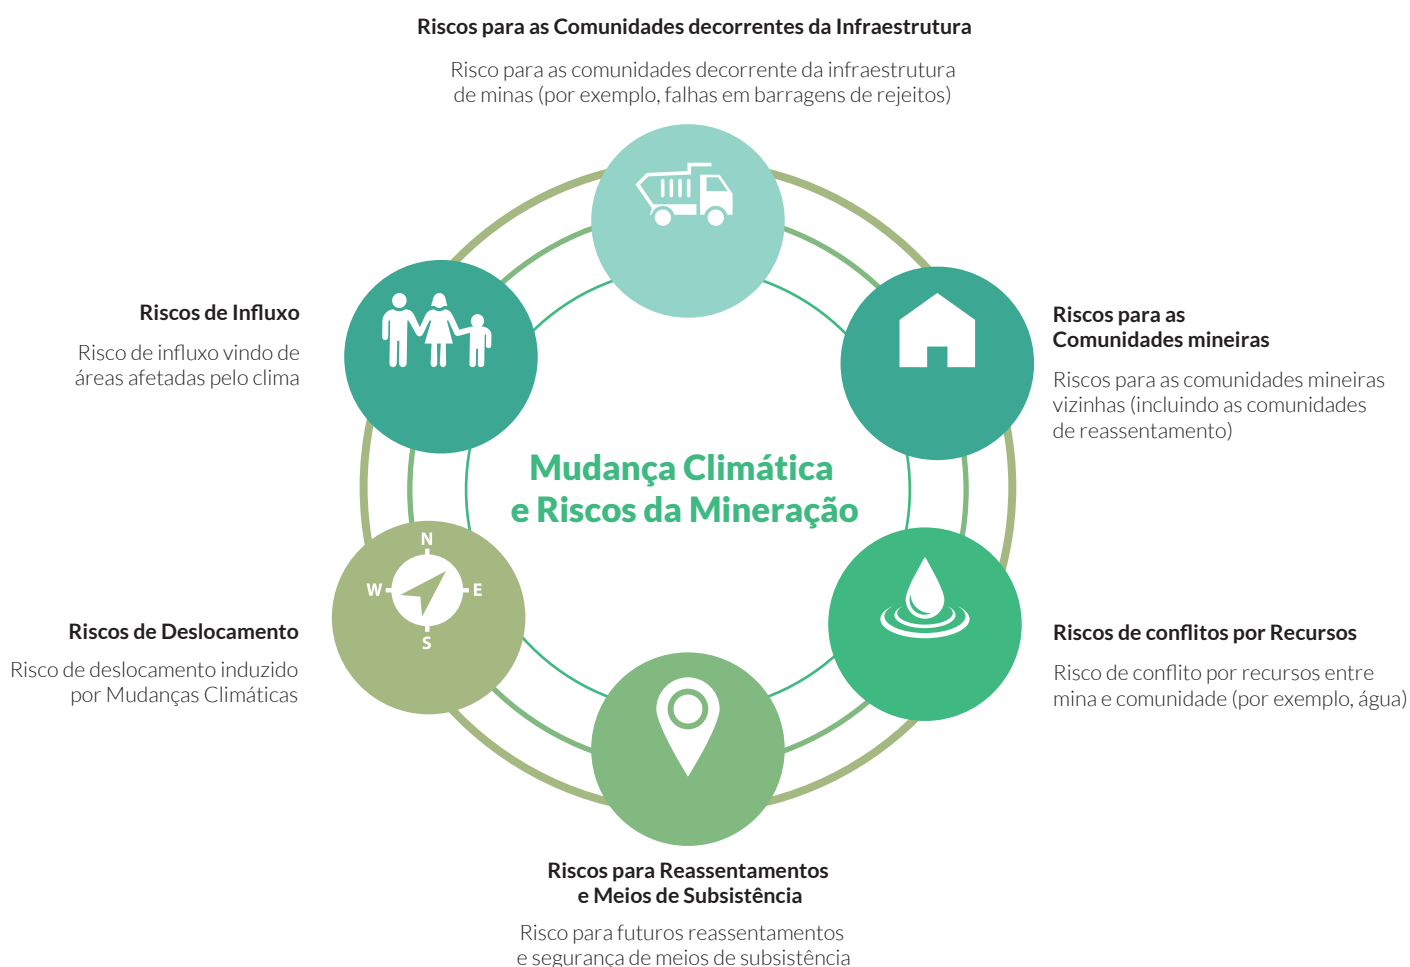 Riscos para as Comunidades decorrentes da Infraestrutura
Risco para as comunidades decorrente da infraestrutura
de minas (por exemplo, falhas em barragens de rejeitos)
Riscos de Influxo
Risco de influxo vindo de
áreas afetadas pelo clima
Riscos para as
Comunidades mineiras
Riscos para as comunidades mineiras
vizinhas (incluindo as comunidades
de reassentamento)
Mudança Climática
e Riscos da Mineração
N
W
E
S
Riscos de Deslocamento
Risco de deslocamento induzido
por Mudanças Climáticas
Riscos de conflitos por Recursos
Risco de conflito por recursos entre
mina e comunidade (por exemplo, água)
Riscos para Reassentamentos
e Meios de Subsistência
Risco para futuros reassentamentos
e segurança de meios de subsistência